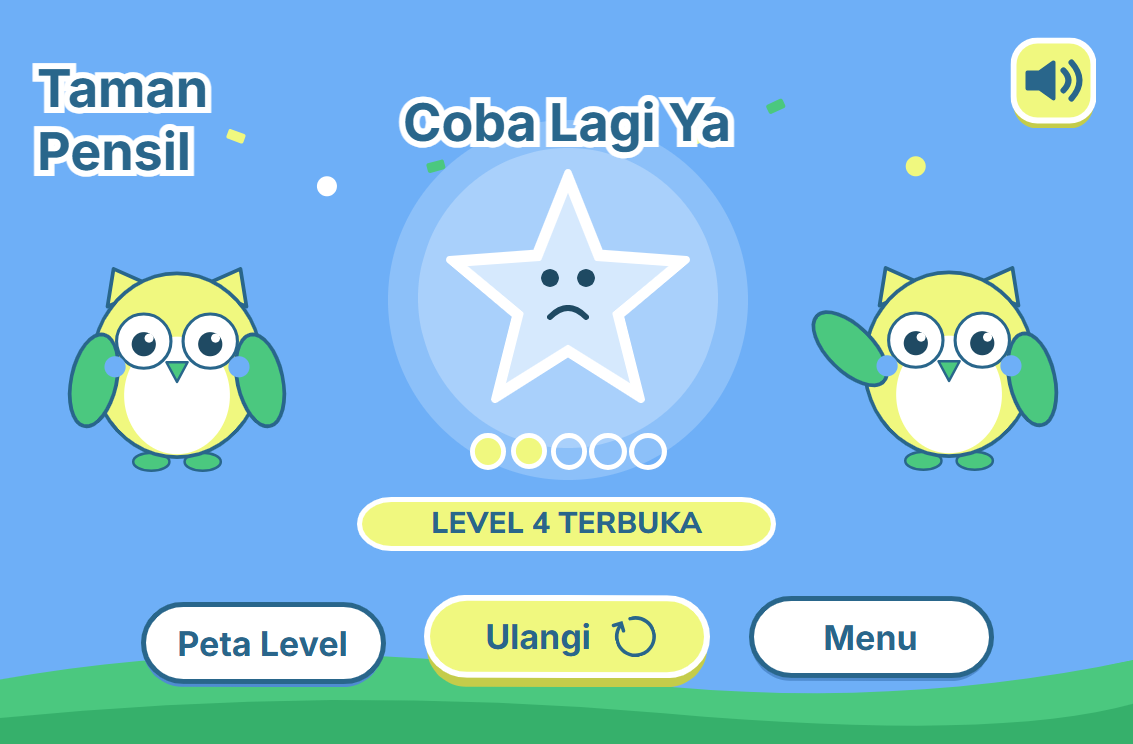 Taman
Pensil
Coba Lagi Ya
LEVEL 4 TERBUKA
Peta Level
Ulangi
Menu